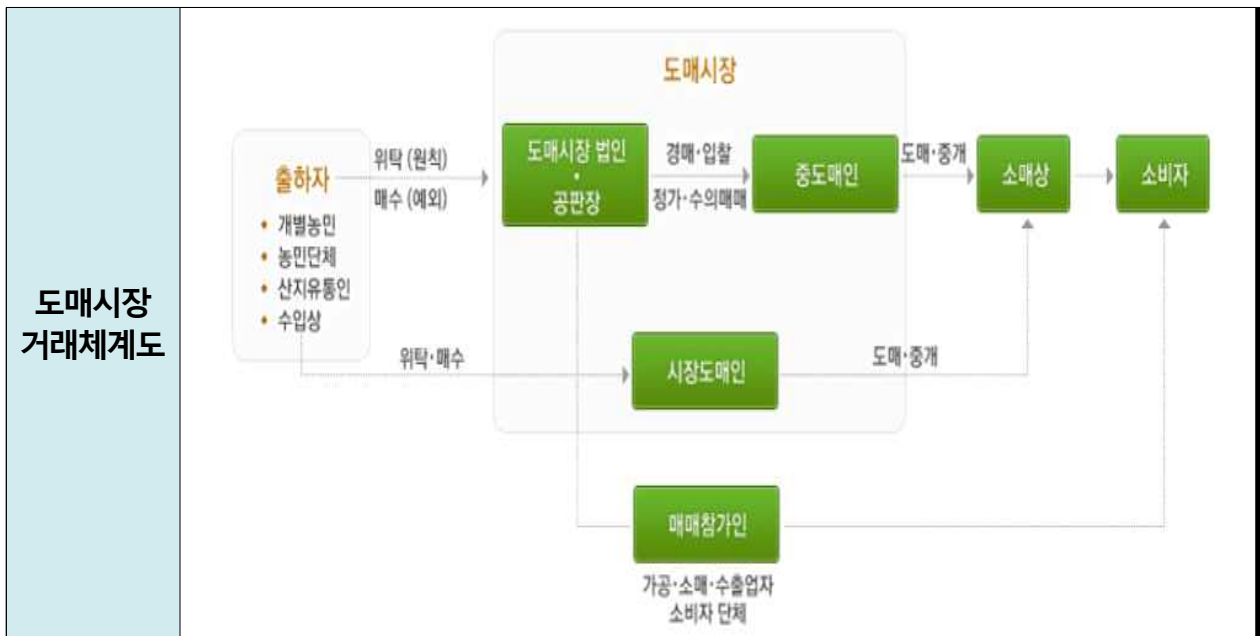 도매시장
거래체계도
도매시장
출하자
• 개별농민
• 농민단체
• 산지유통인
• 수입상
위탁 (원칙)
매수 (예외)
도매시장 법인
·
공판장
경매·입찰
정가·수의매매
중도매인
도매·중개
소매상
소비자
위탁·매수
시장도매인
도매·중개
매매참가인
가공·소매·수출업자
소비자 단체